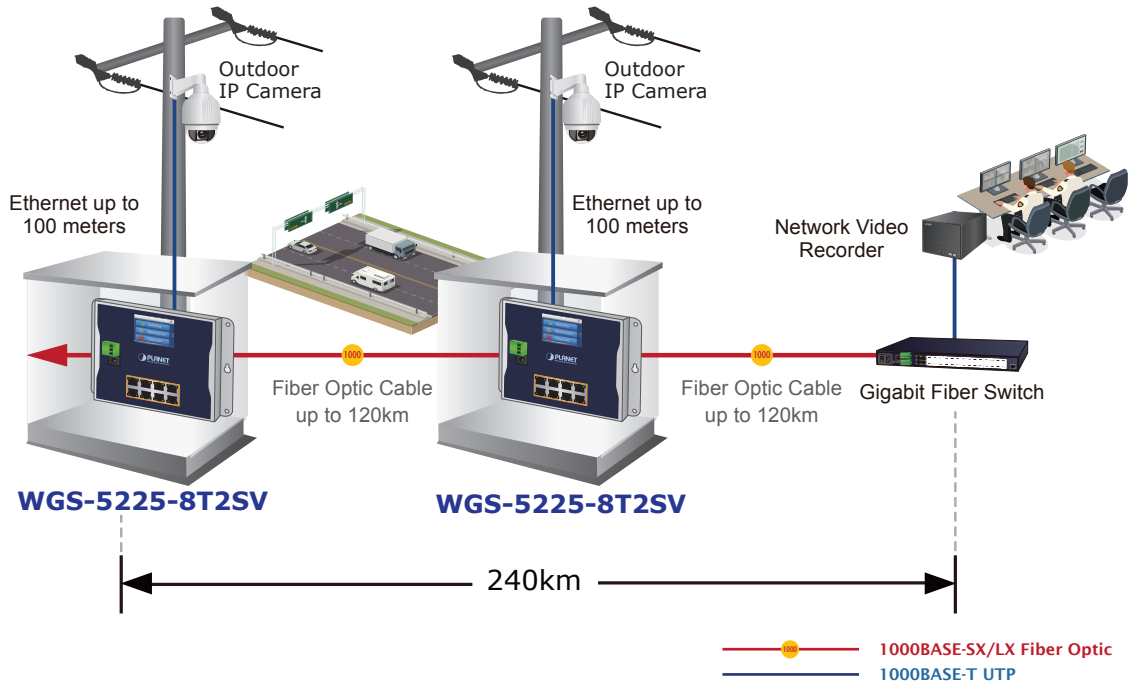 Outdoor
IP Camera
Outdoor
IP Camera
Ethernet up to
100 meters
Ethernet up to
100 meters
Network Video
Recorder
PLANET
PLANET
1000
1000
Fiber Optic Cable
up to 120km
Fiber Optic Cable
up to 120km
Gigabit Fiber Switch
WGS-5225-8T2SV
WGS-5225-8T2SV
240km
1000
1000BASE-SX/LX Fiber Optic
1000BASE-T UTP